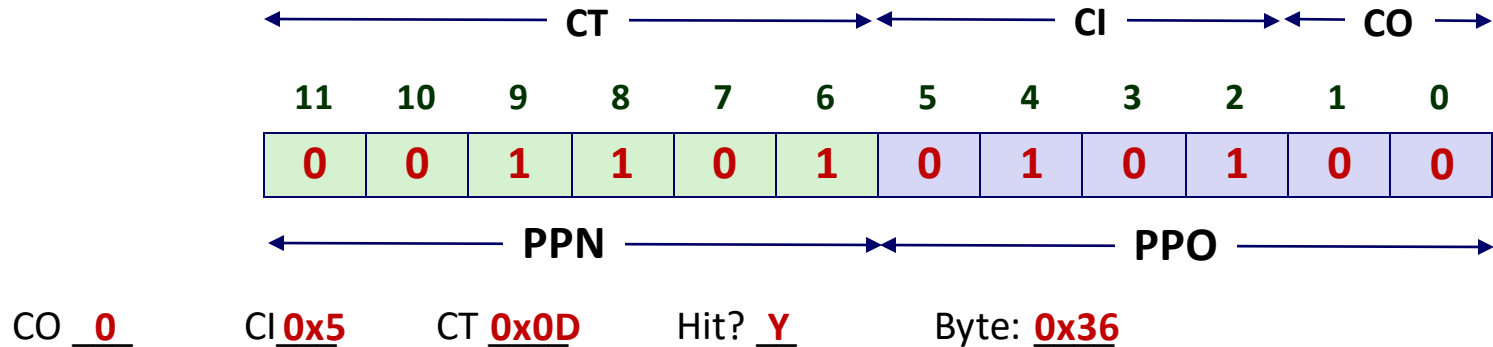 CT CI CO
11 10 9 8 7 6 5 4 3 2 1 0
0 0 1 1 0 1 0 1 0 1 0 0
PPN PPO
CO 0 CI 0x5 CT 0x0D Hit? Y Byte: 0x36